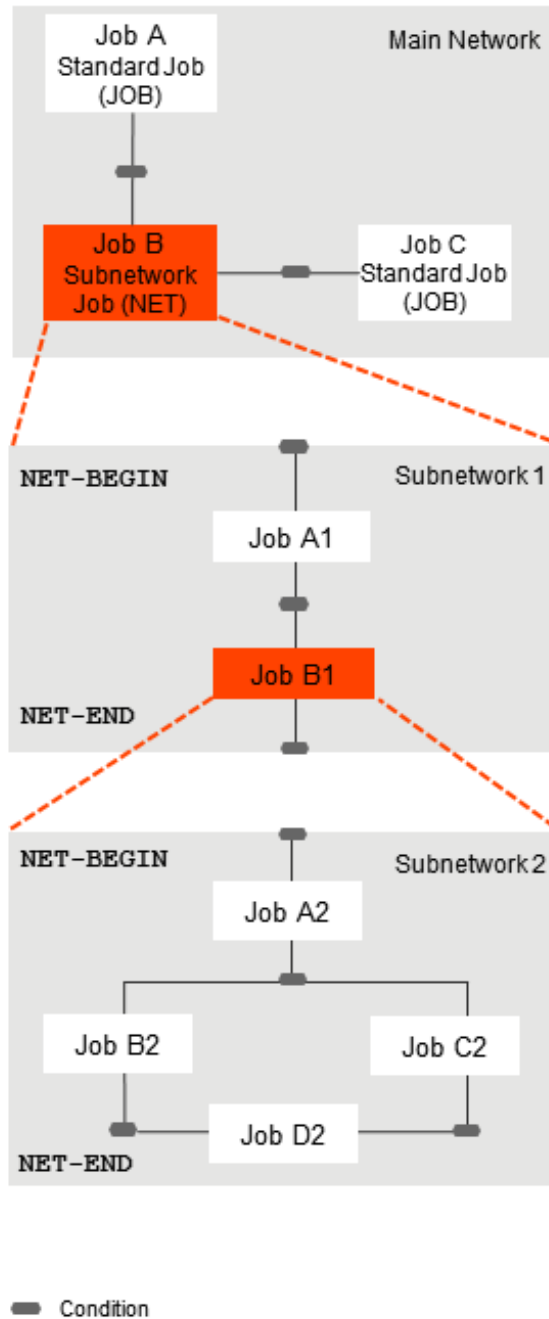 Job A
Standard Job
(JOB)
Main Network
Job B
Subnetwork
Job (NET)
Job C
Standard Job
(JOB)
NET-BEGIN
Subnetwork 1
Job A1
Job B1
NET-END
NET-BEGIN
Subnetwork 2
Job A2
Job B2
Job C2
Job D2
NET-END
Condition